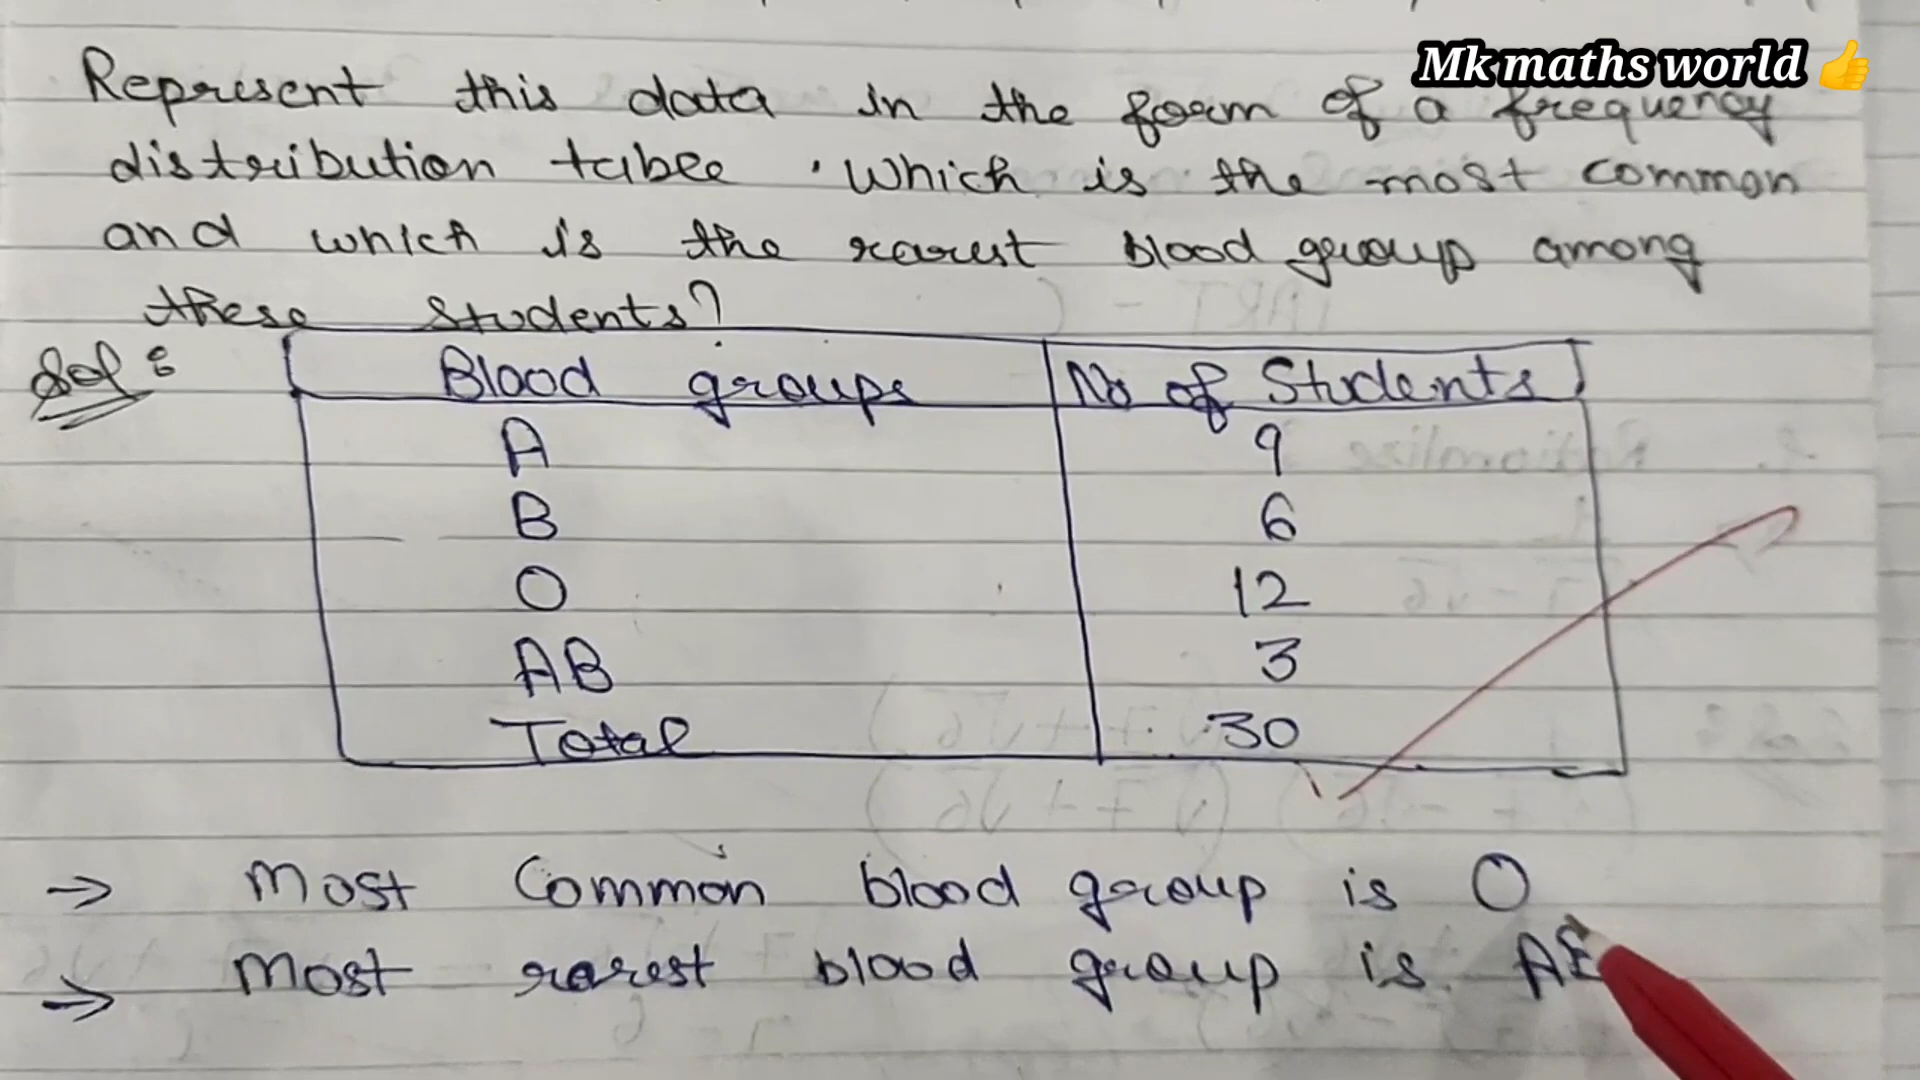 Mk maths world 👍
Represent this data in the form of a frequency
distribution table. Which is the most common
and which is the rarest blood group among
these students?
Sol:
Blood groups No of Students
A 9
B 6
O 12
AB 3
Total 30
→ Most Common blood group is O
→ Most rarest blood group is